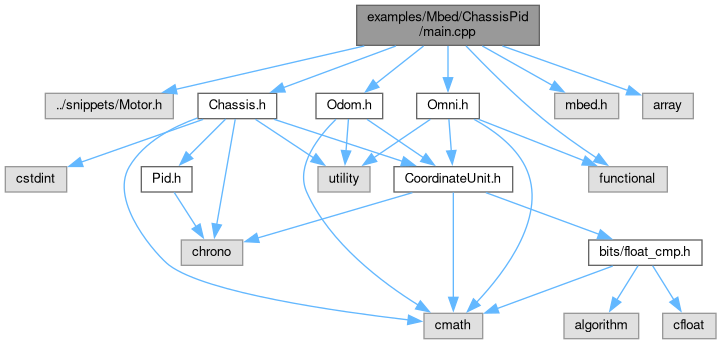 examples/Mbed/ChassisPid
/main.cpp
../snippets/Motor.h
Chassis.h
Odom.h
Omni.h
mbed.h
array
cstdint
Pid.h
utility
CoordinateUnit.h
functional
chrono
bits/float_cmp.h
cmath
algorithm
cfloat